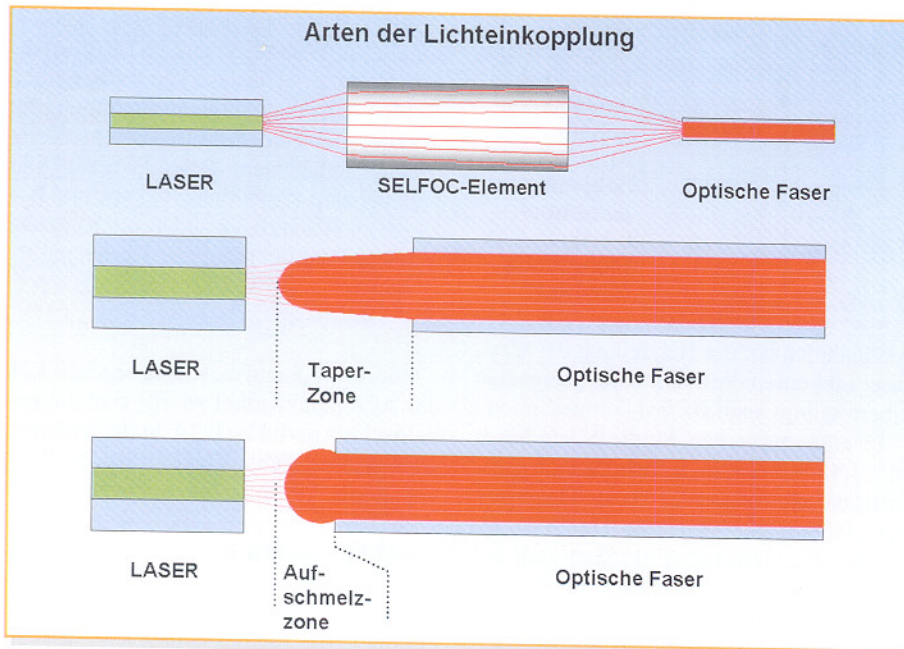 Arten der Lichteinkopplung
LASER
SELFOC-Element
Optische Faser
LASER
Taper-
Zone
Optische Faser
LASER
Auf-
schmelz-
zone
Optische Faser